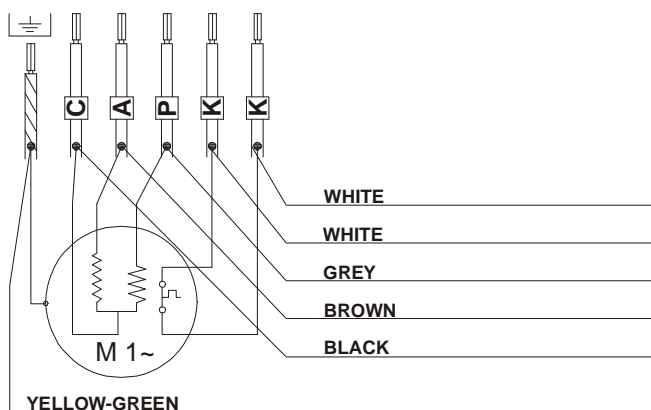 C A P K K
WHITE
WHITE
GREY
BROWN
BLACK
M 1~
YELLOW-GREEN